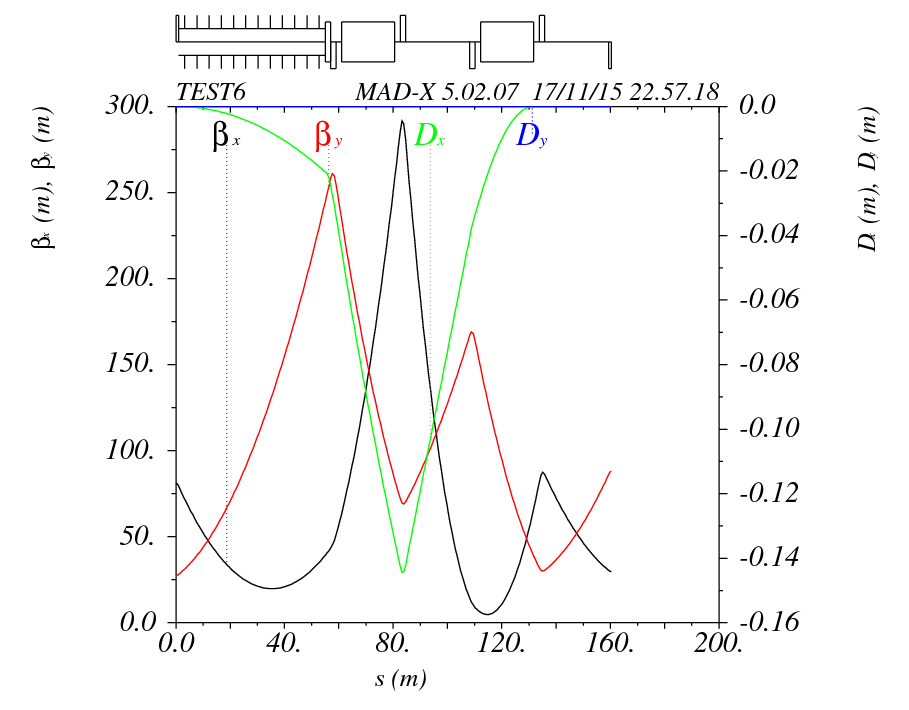 TEST6 MAD-X 5.02.07 17/11/15 22.57.18
300.
250.
200.
150.
100.
50.
0.0
βx (m), βy (m)
βx
βy
Dx
Dy
0.0
-0.02
-0.04
-0.06
-0.08
-0.10
-0.12
-0.14
-0.16
Dx (m), Dy (m)
0.0 40. 80. 120. 160. 200.
s (m)